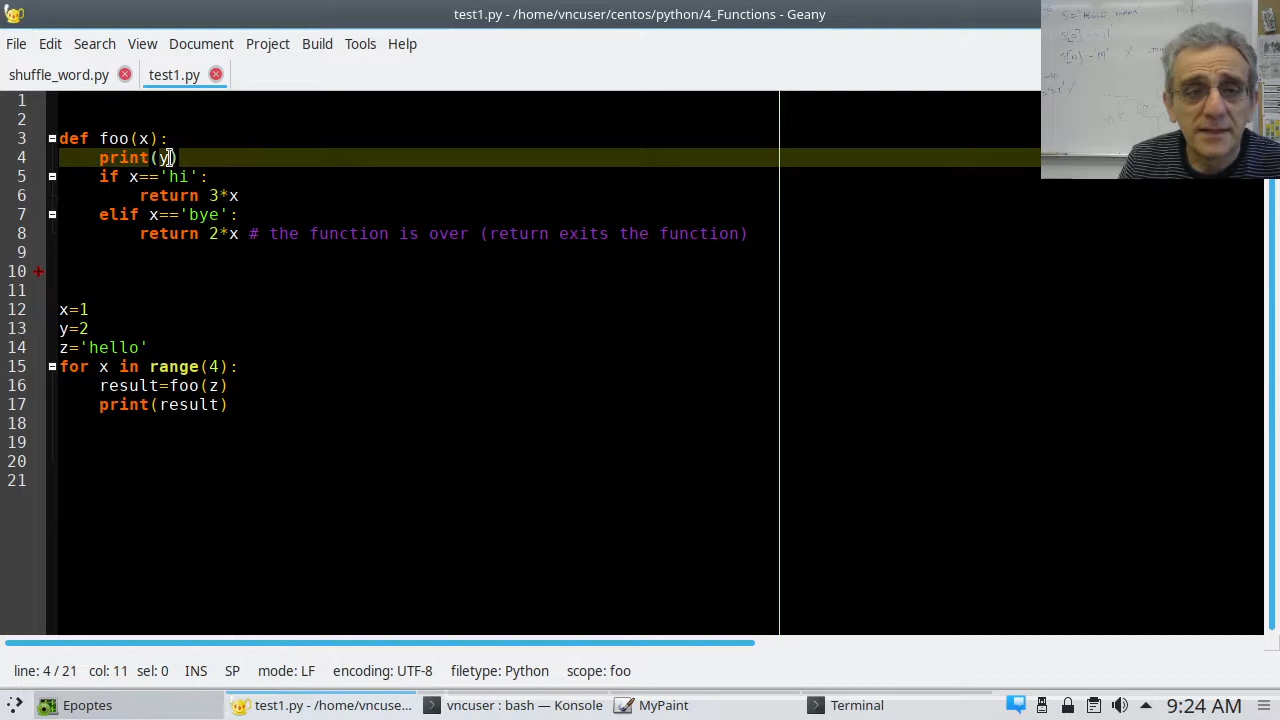 test1.py - /home/vncuser/centos/python/4_Functions - Geany
File Edit Search View Document Project Build Tools Help
shuffle_word.py test1.py
1
2
3 def foo(x):
4     print(y)
5     if x=='hi':
6         return 3*x
7     elif x=='bye':
8         return 2*x # the function is over (return exits the function)
9
10
11
12 x=1
13 y=2
14 z='hello'
15 for x in range(4):
16     result=foo(z)
17     print(result)
18
19
20
21
line: 4 / 21 col: 11 sel: 0 INS SP mode: LF encoding: UTF-8 filetype: Python scope: foo
Epoptes test1.py - /home/vncuse... vncuser : bash — Konsole MyPaint Terminal 9:24 AM